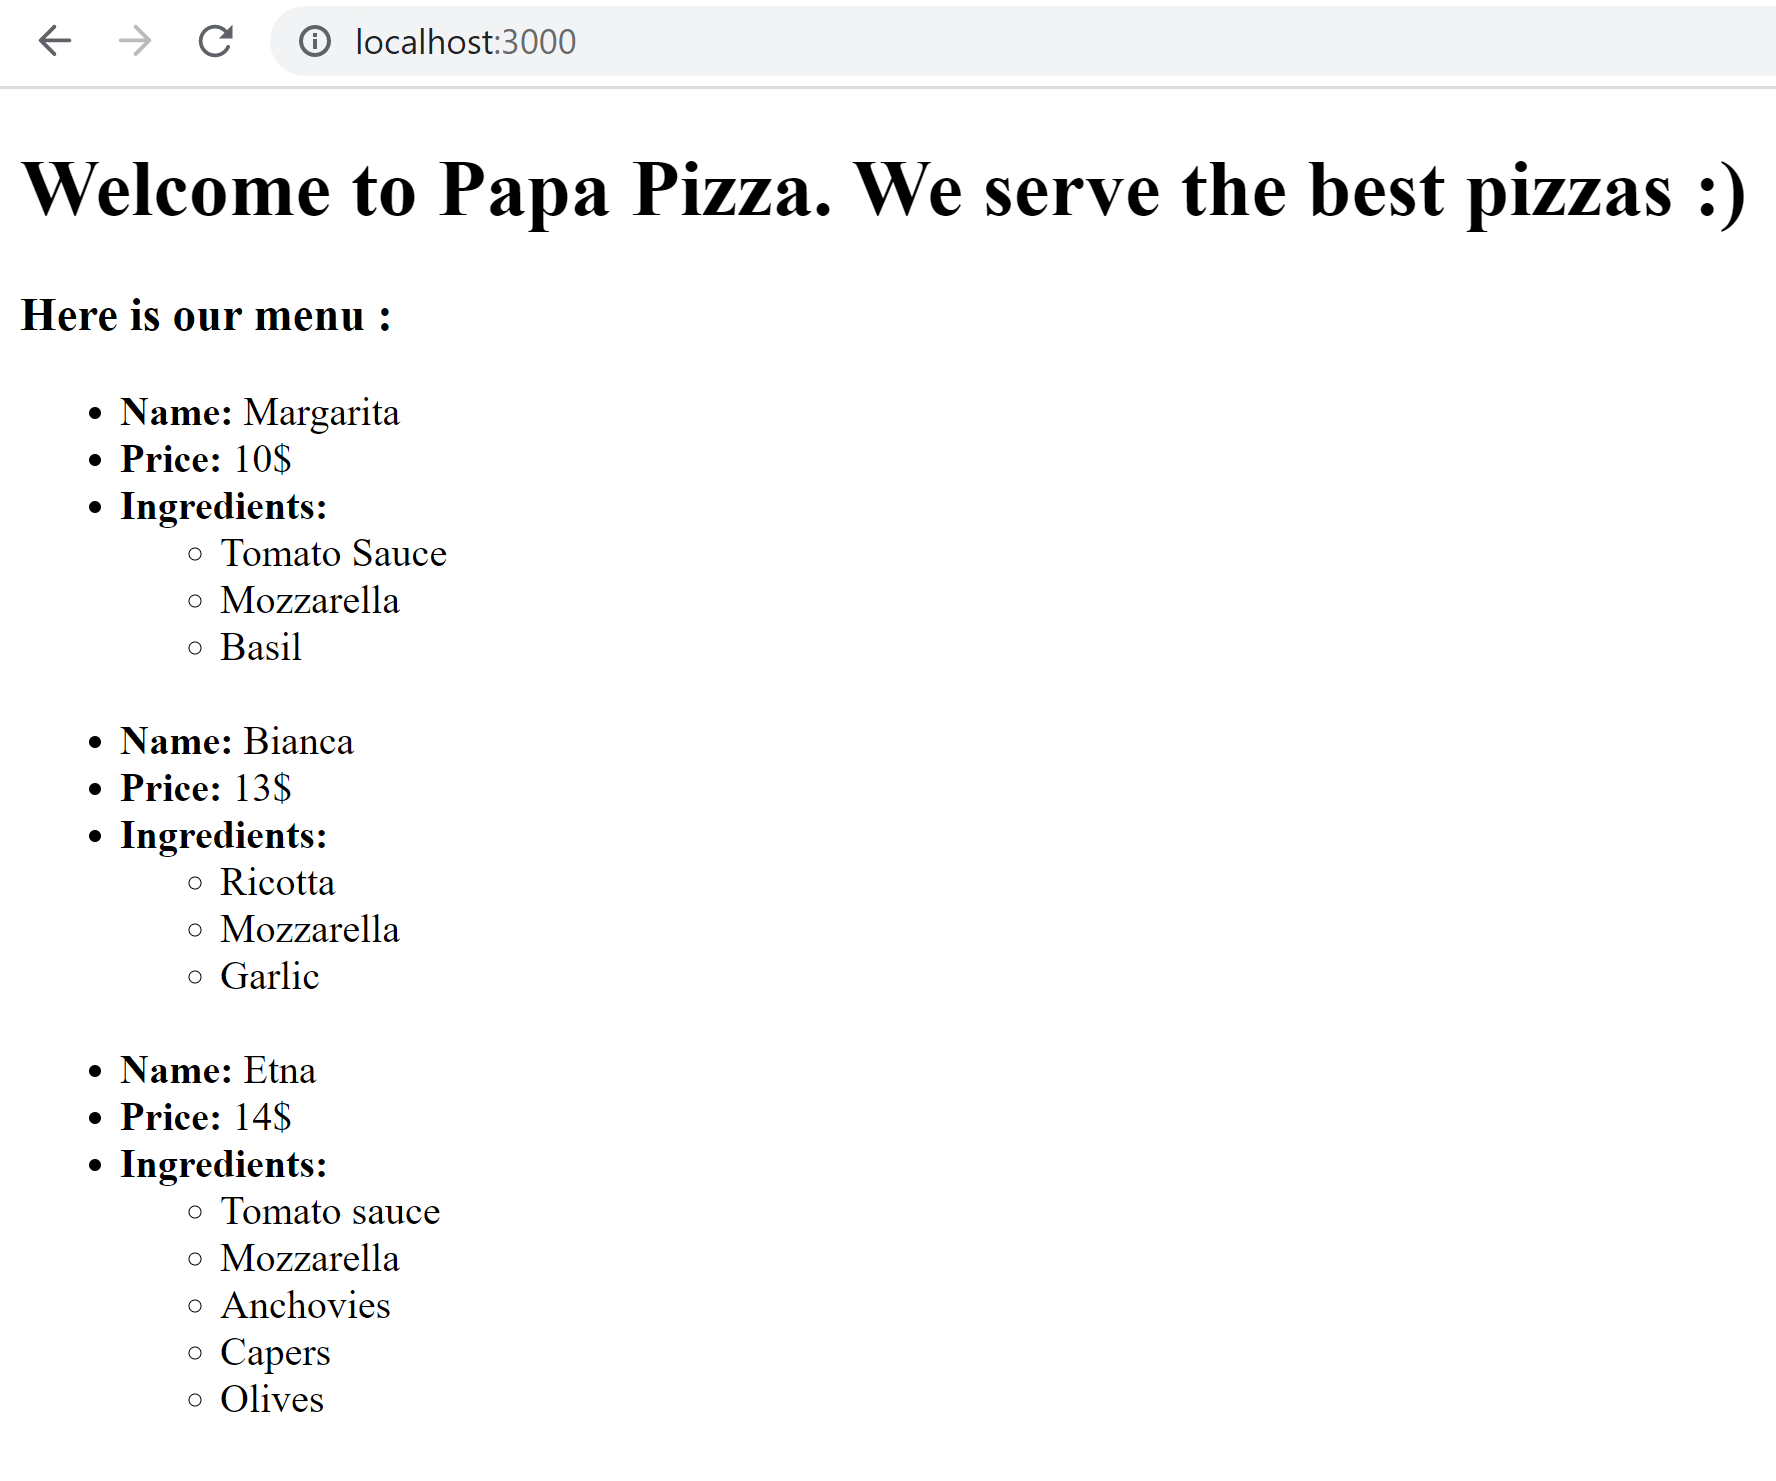 localhost:3000
Welcome to Papa Pizza. We serve the best pizzas :)
Here is our menu :
Name: Margarita
Price: 10$
Ingredients:
Tomato Sauce
Mozzarella
Basil
Name: Bianca
Price: 13$
Ingredients:
Ricotta
Mozzarella
Garlic
Name: Etna
Price: 14$
Ingredients:
Tomato sauce
Mozzarella
Anchovies
Capers
Olives